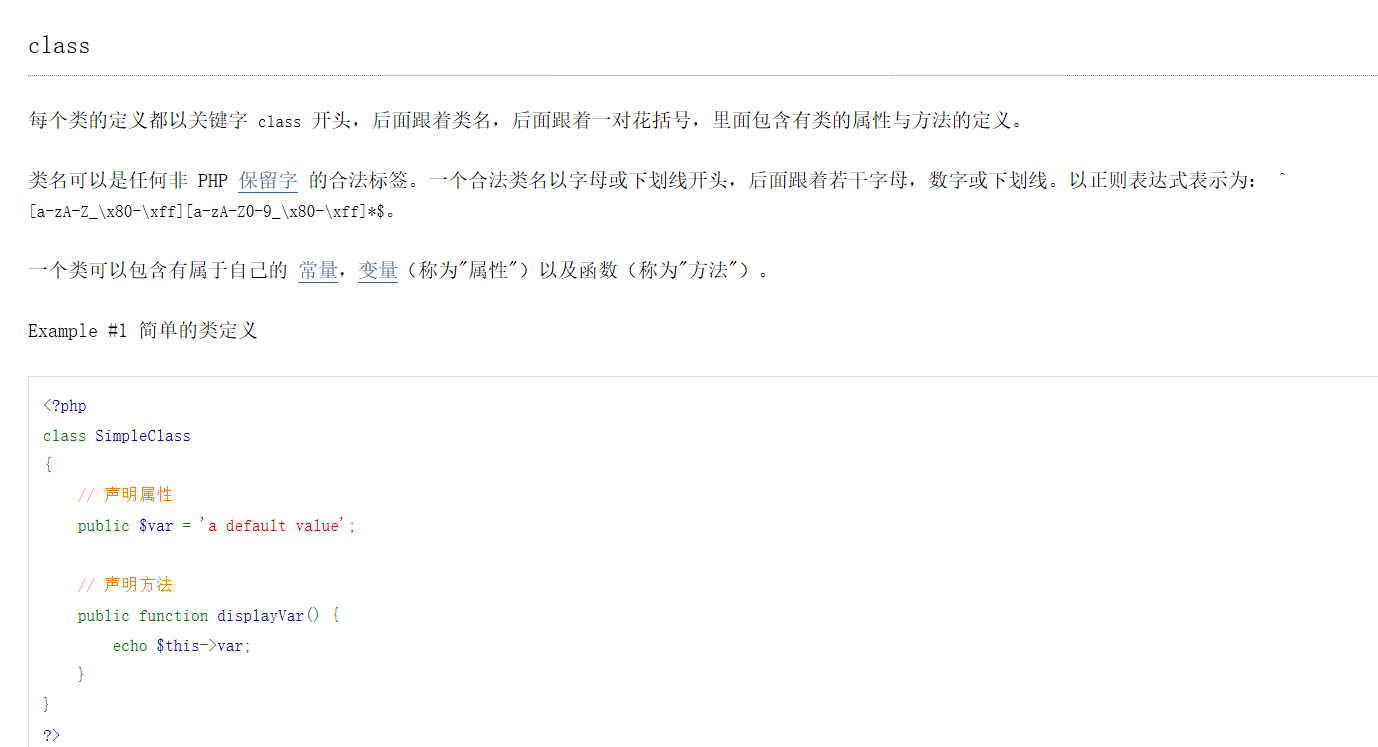 class
每个类的定义都以关键字 class 开头，后面跟着类名，后面跟着一对花括号，里面包含有类的属性与方法的定义。
类名可以是任何非 PHP 保留字 的合法标签。一个合法类名以字母或下划线开头，后面跟着若干字母，数字或下划线。以正则表达式表示为： ^
[a-zA-Z_\x80-\xff][a-zA-Z0-9_\x80-\xff]*$。
一个类可以包含有属于自己的 常量，变量（称为"属性"）以及函数（称为"方法"）。
Example #1 简单的类定义
<?php
class SimpleClass
{
    // 声明属性
    public $var = 'a default value';
    // 声明方法
    public function displayVar() {
        echo $this->var;
    }
}
?>